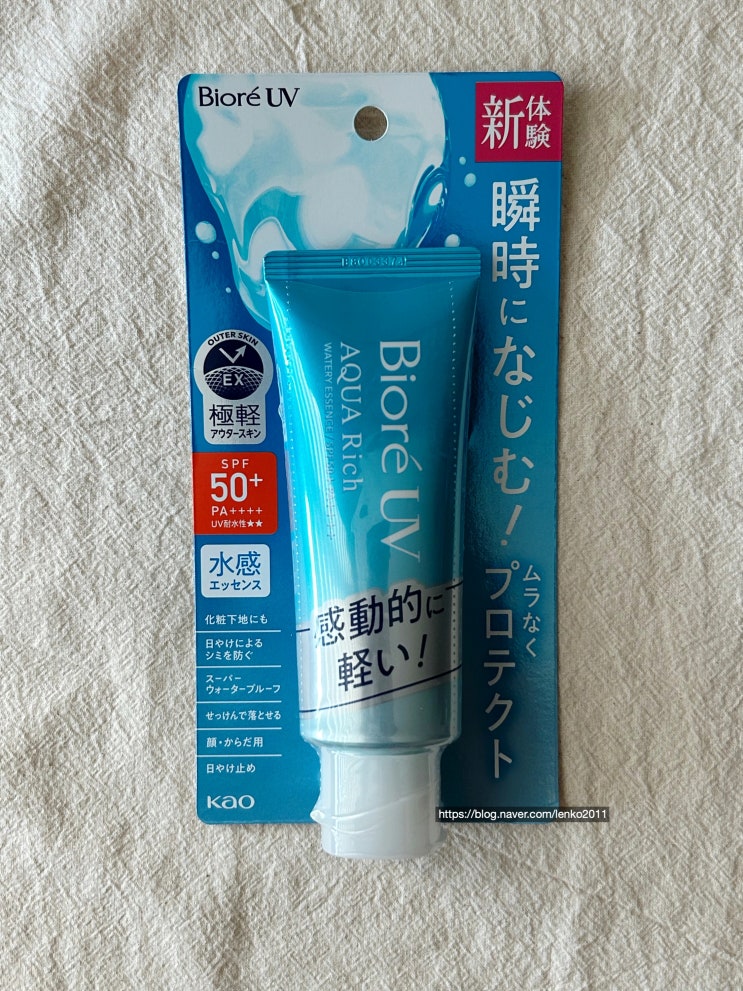 Bioré UV
新体験
瞬時になじむ！
ムラなく
プロテクト
OUTER SKIN
EX
極軽
アウタースキン
SPF
50+
PA++++
UV耐水性★★
水感
エッセンス
化粧下地にも
日やけによる
シミを防ぐ
スーパー
ウォータープルーフ
せっけんで落とせる
顔・からだ用
日やけ止め
Kao
Bioré UV
AQUA Rich
WATERY ESSENCE
感動的に
軽い！
https://blog.naver.com/lenko2011